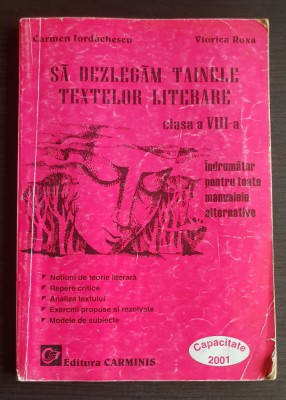 Carmen Iordăchescu Viorica Roxa
SĂ DEZLEGĂM TAINELE
TEXTELOR LITERARE
clasa a VIII-a
îndrumător
pentru toate
manualele
alternative
Noțiuni de teorie literară
Repere critice
Analiza textului
Exerciții propuse și rezolvate
Modele de subiecte
Capacitate
2001
Editura CARMINIS